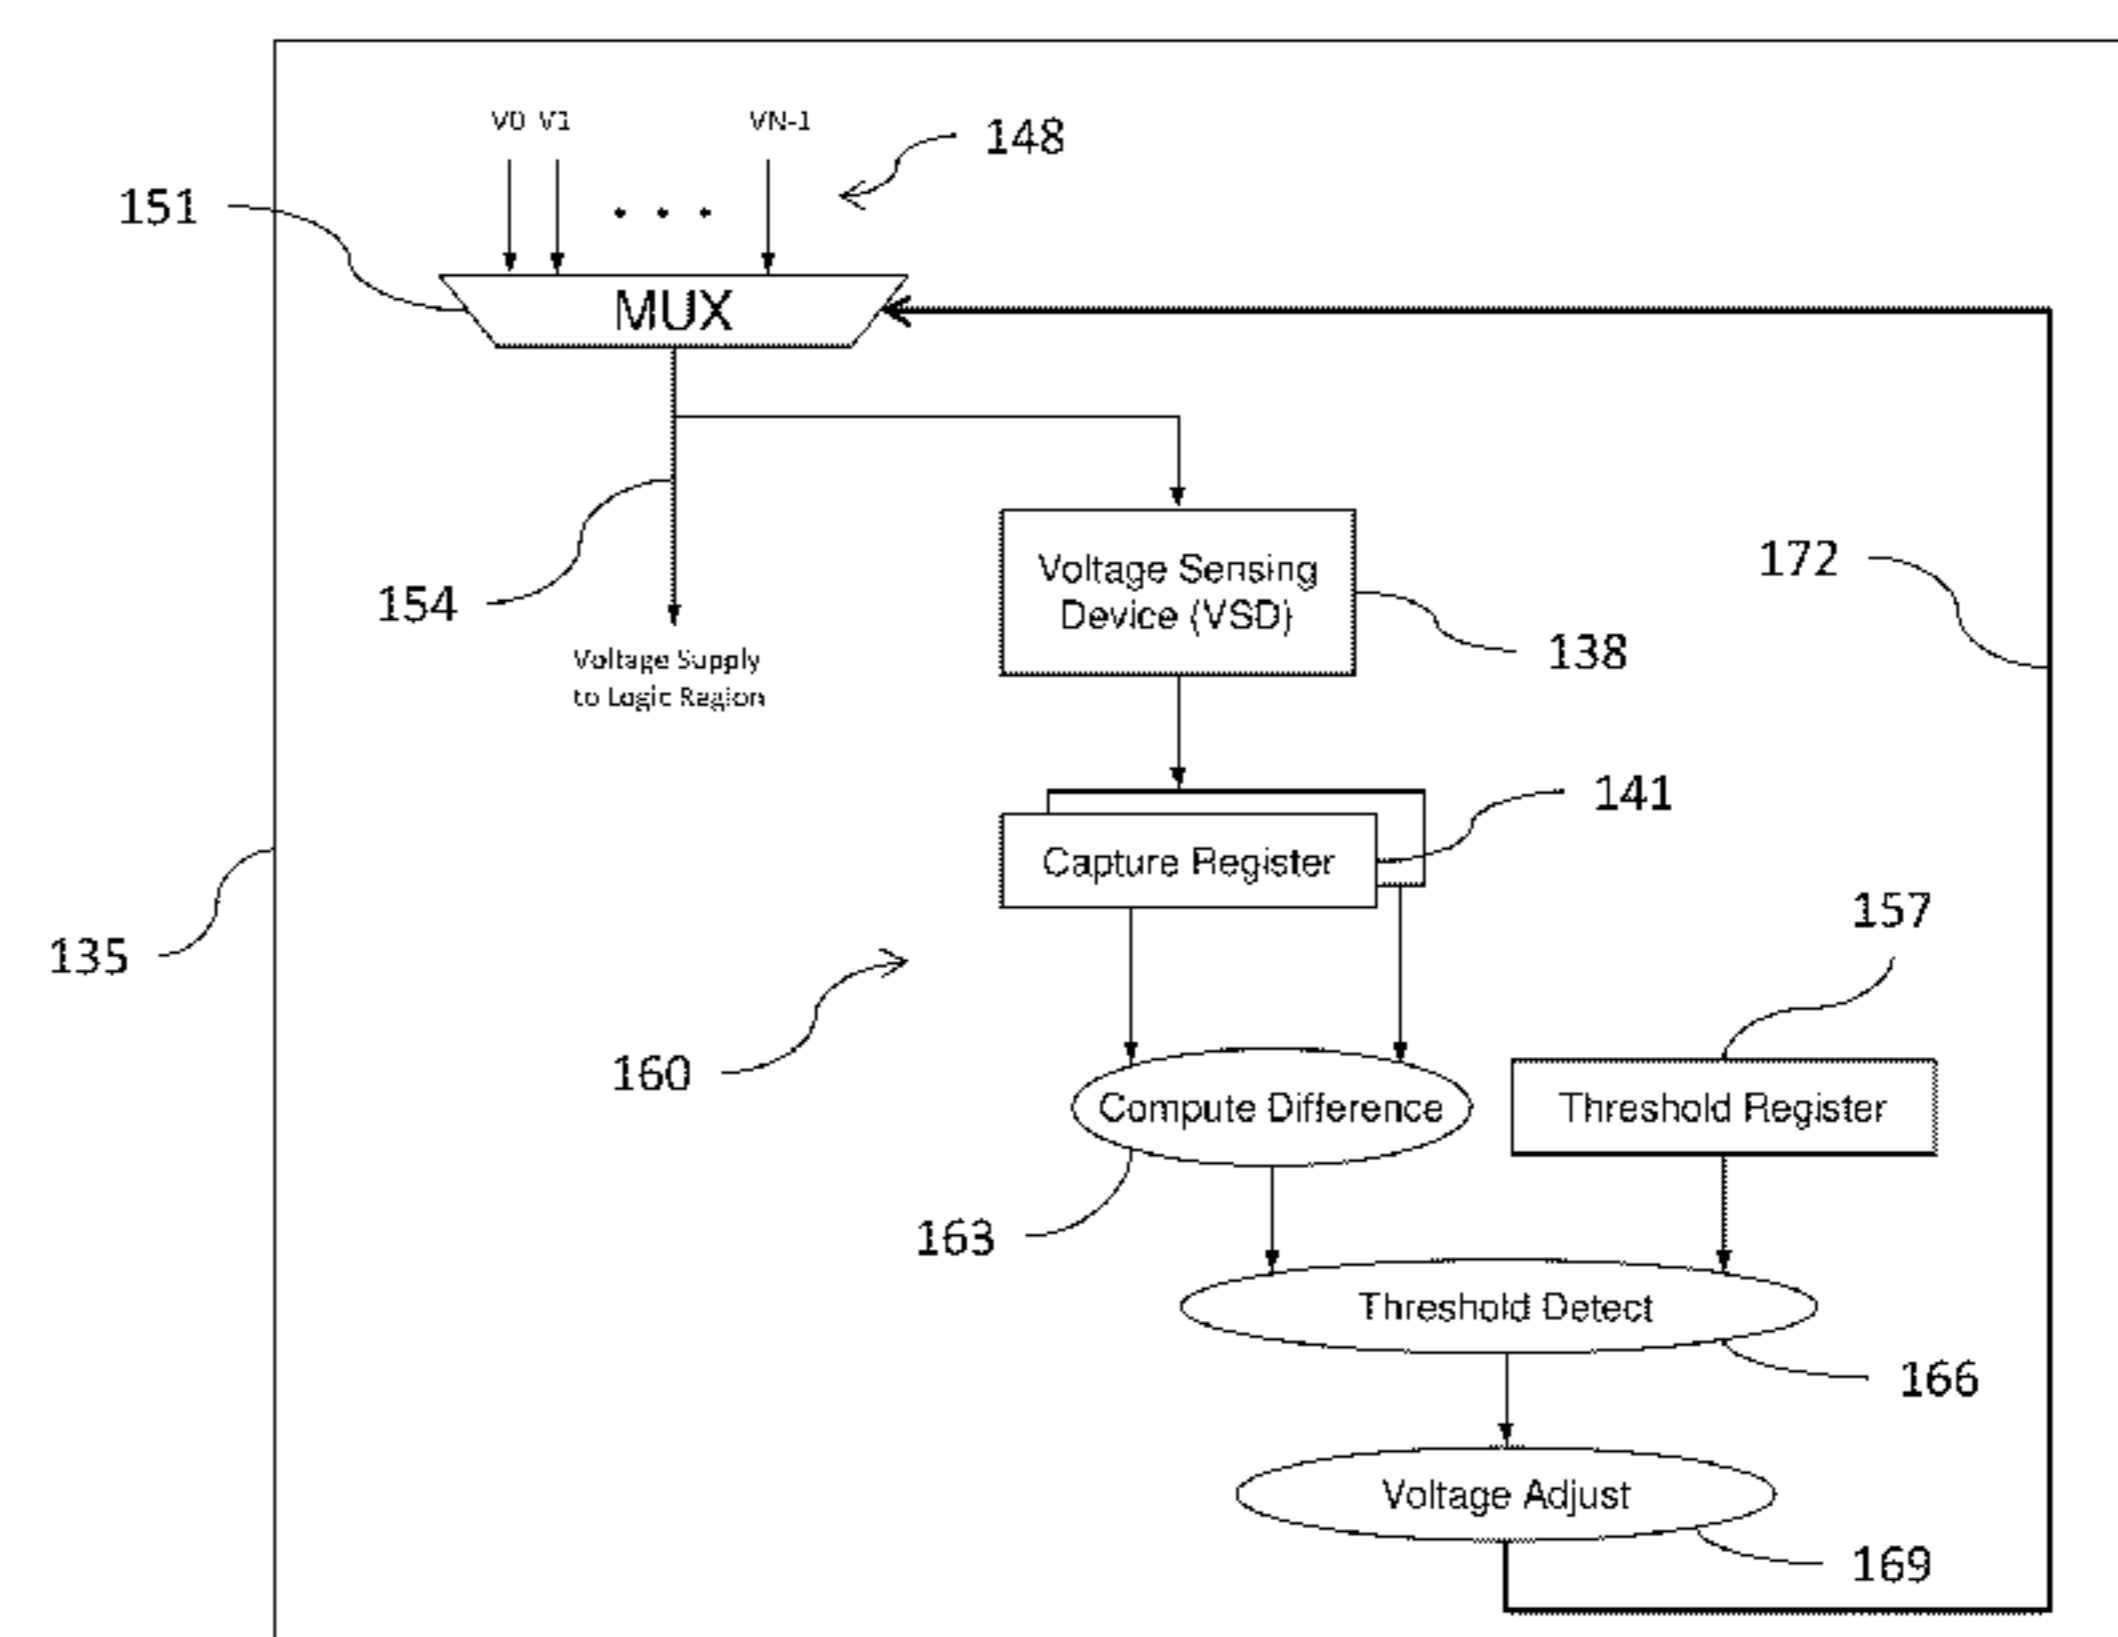 V0 V1 VN-1
148
151
MUX
154
Voltage Supply
to Logic Region
Voltage Sensing
Device (VSD)
138
172
141
Capture Register
135
157
160
Compute Difference
Threshold Register
163
Threshold Detect
166
Voltage Adjust
169